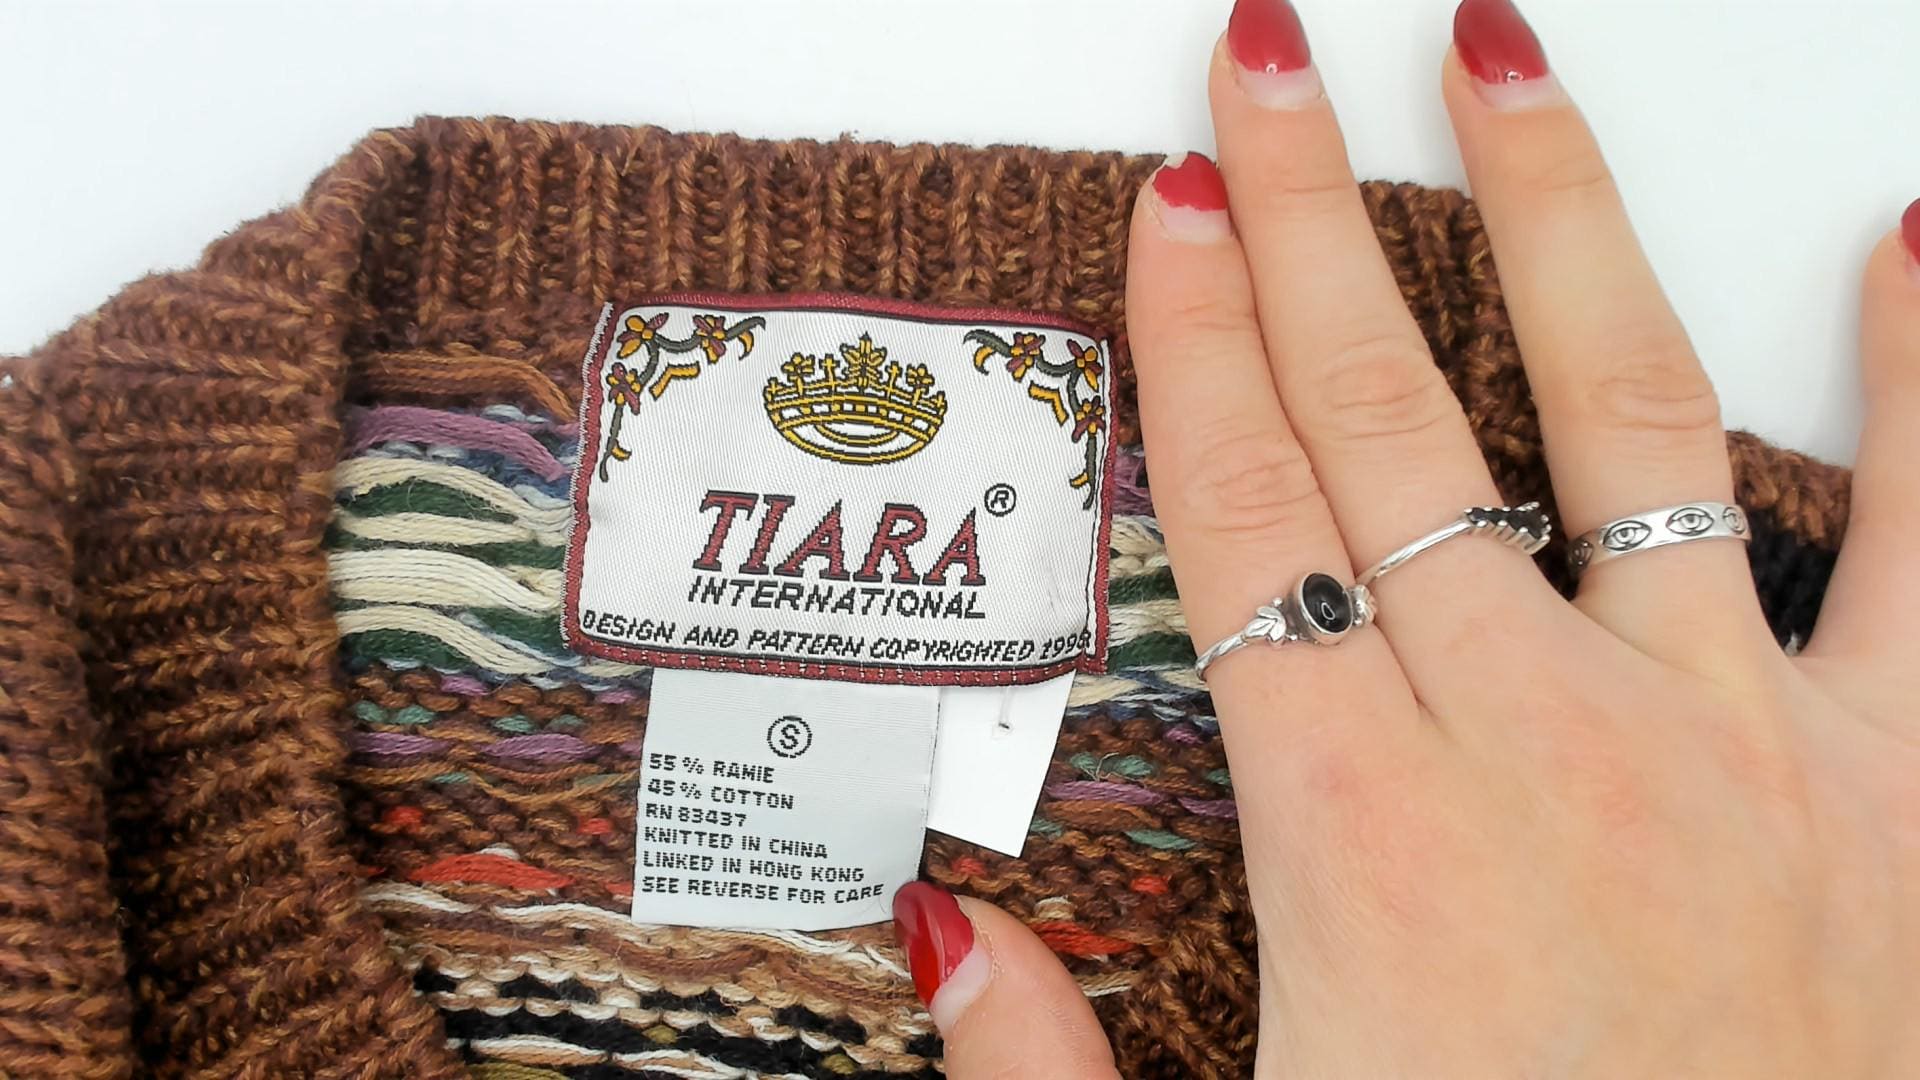 TIARA®
INTERNATIONAL
DESIGN AND PATTERN COPYRIGHTED
S
55% RAMIE
45% COTTON
RN 83437
KNITTED IN CHINA
LINKED IN HONG KONG
SEE REVERSE FOR CARE